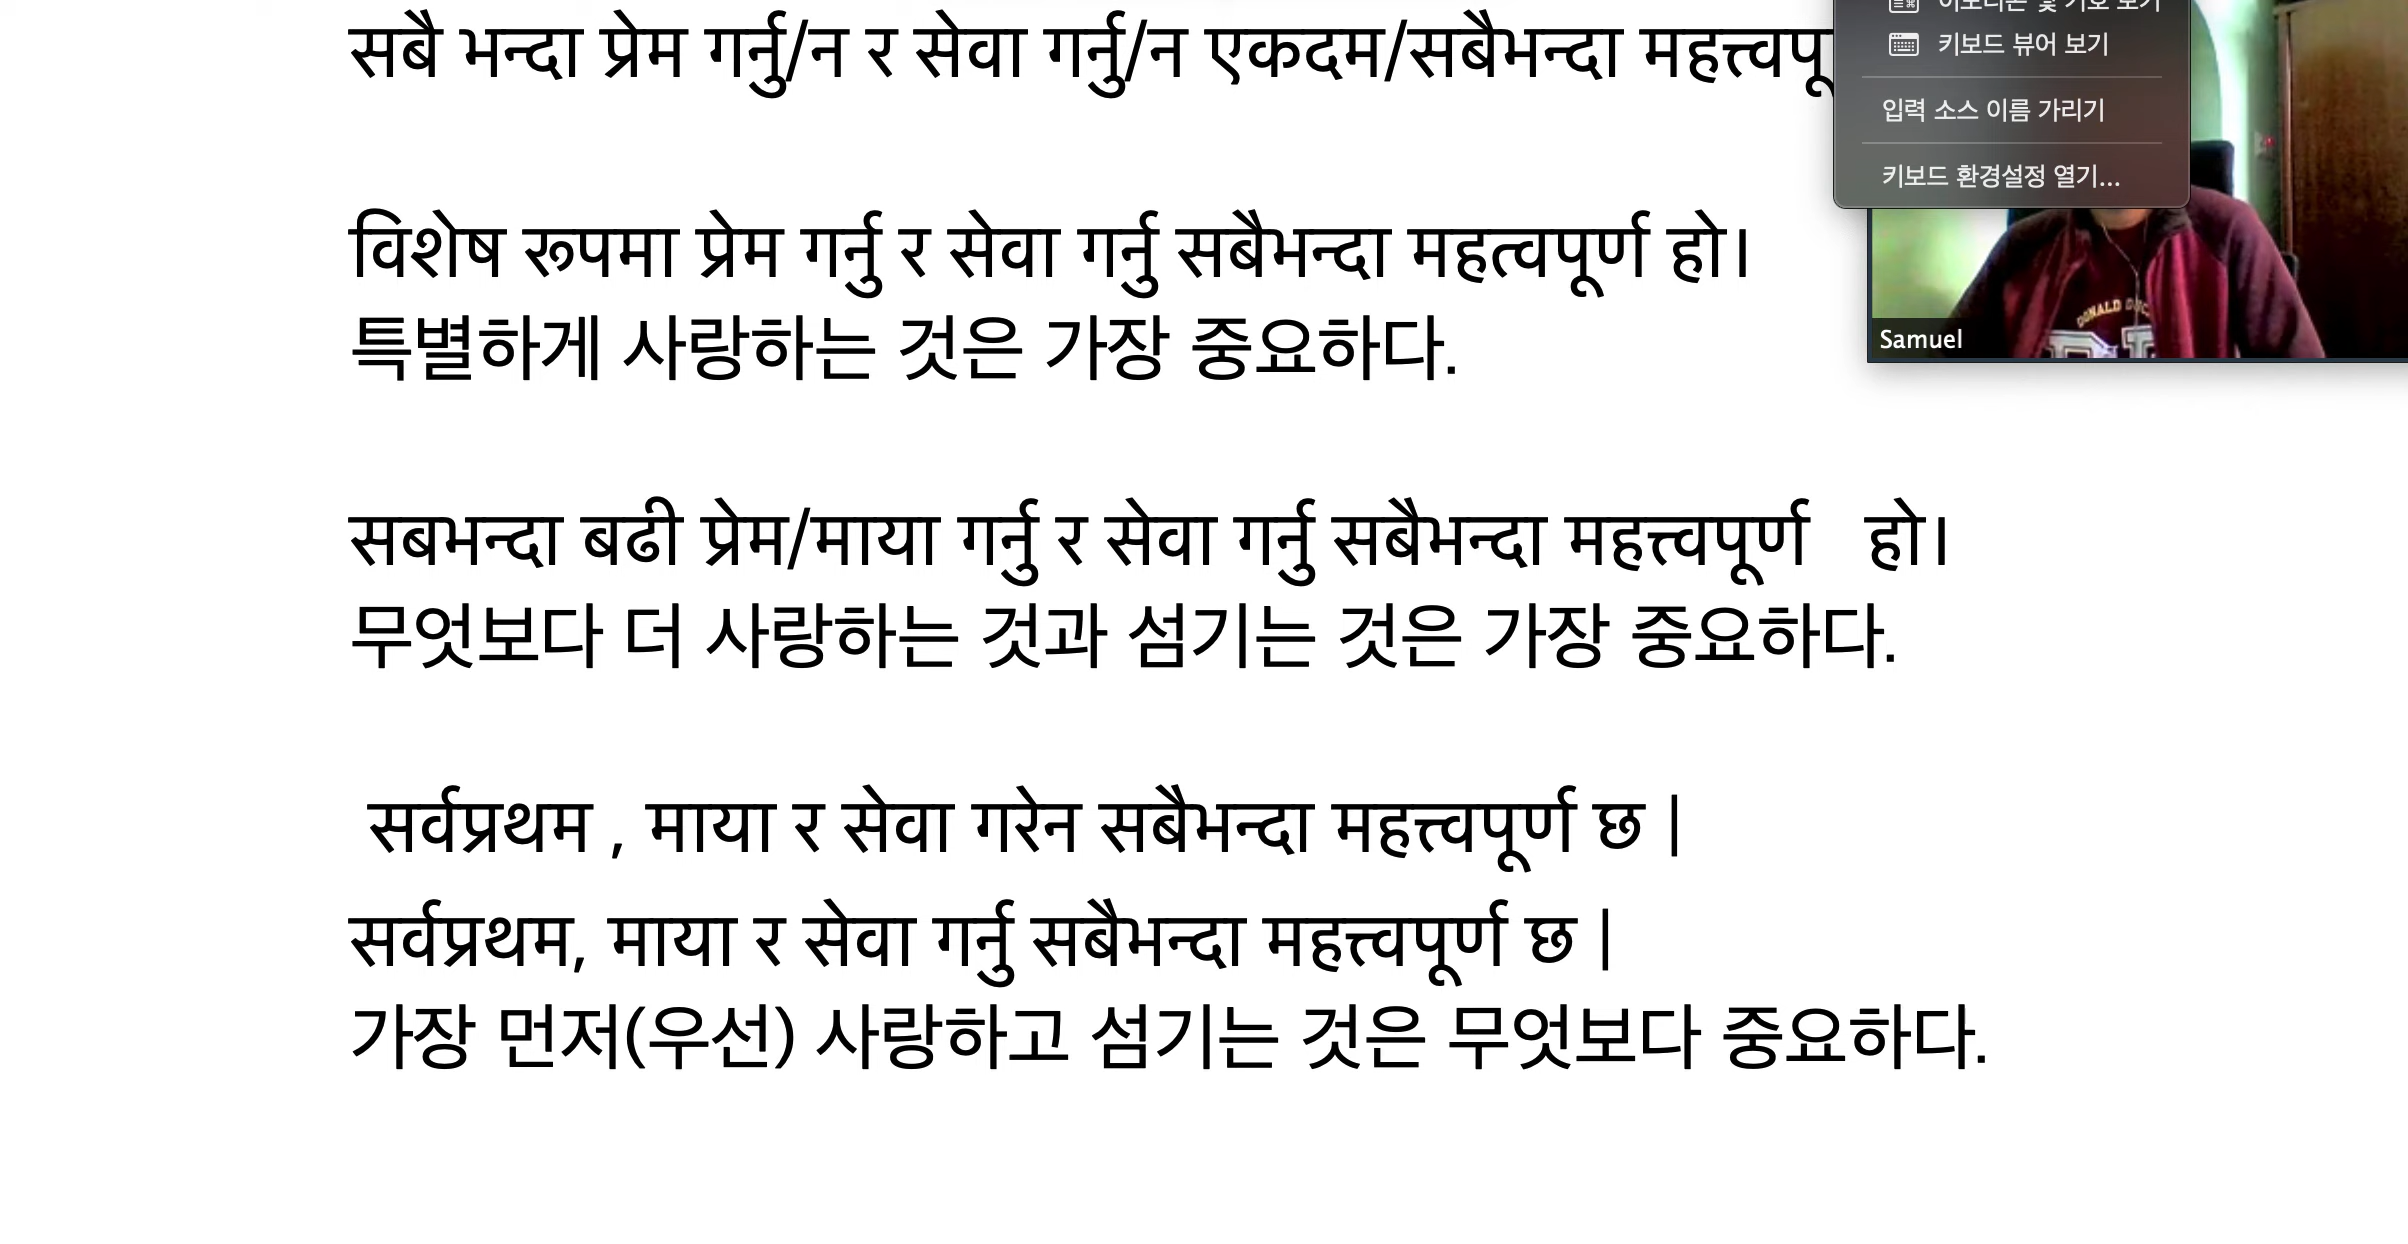 सबै भन्दा प्रेम गर्नु/न र सेवा गर्नु/न एकदम/सबैभन्दा
키보드 뷰어 보기
입력 소스 이름 가리기
키보드 환경설정 열기...
विशेष रूपमा प्रेम गर्नु र सेवा गर्नु सबैभन्दा महत्वपूर्ण हो।
특별하게 사랑하는 것은 가장 중요하다.
Samuel
सबभन्दा बढी प्रेम/माया गर्नु र सेवा गर्नु सबैभन्दा महत्त्वपूर्ण   हो।
무엇보다 더 사랑하는 것과 섬기는 것은 가장 중요하다.
सर्वप्रथम , माया र सेवा गरेन सबैभन्दा महत्त्वपूर्ण छ |
सर्वप्रथम, माया र सेवा गर्नु सबैभन्दा महत्त्वपूर्ण छ |
가장 먼저(우선) 사랑하고 섬기는 것은 무엇보다 중요하다.